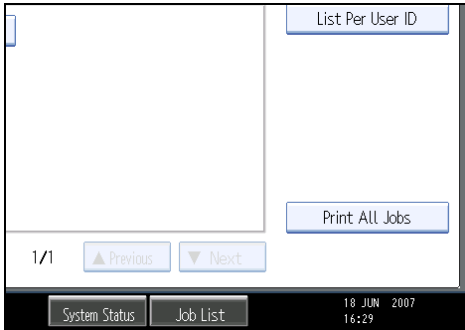 List Per User ID
Print All Jobs
1/1 ▲ Previous ▼ Next
System Status Job List 18 JUN 2007
16:29